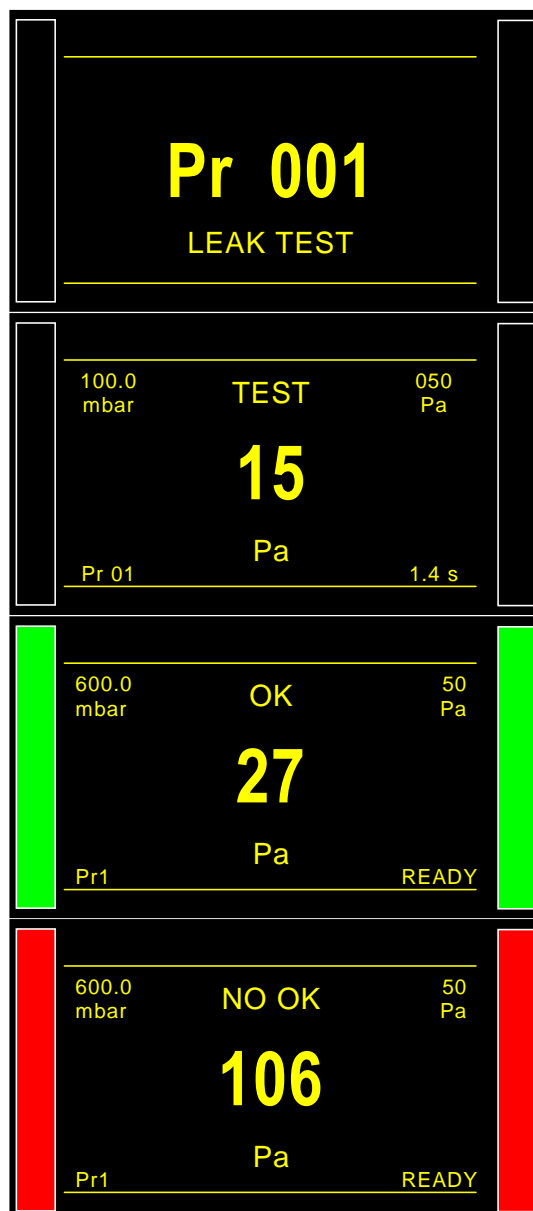 Pr 001
LEAK TEST
100.0 TEST 050
mbar Pa
15
Pa
Pr 01 1.4 s
600.0 OK 50
mbar Pa
27
Pa
Pr1 READY
600.0 NO OK 50
mbar Pa
106
Pa
Pr1 READY